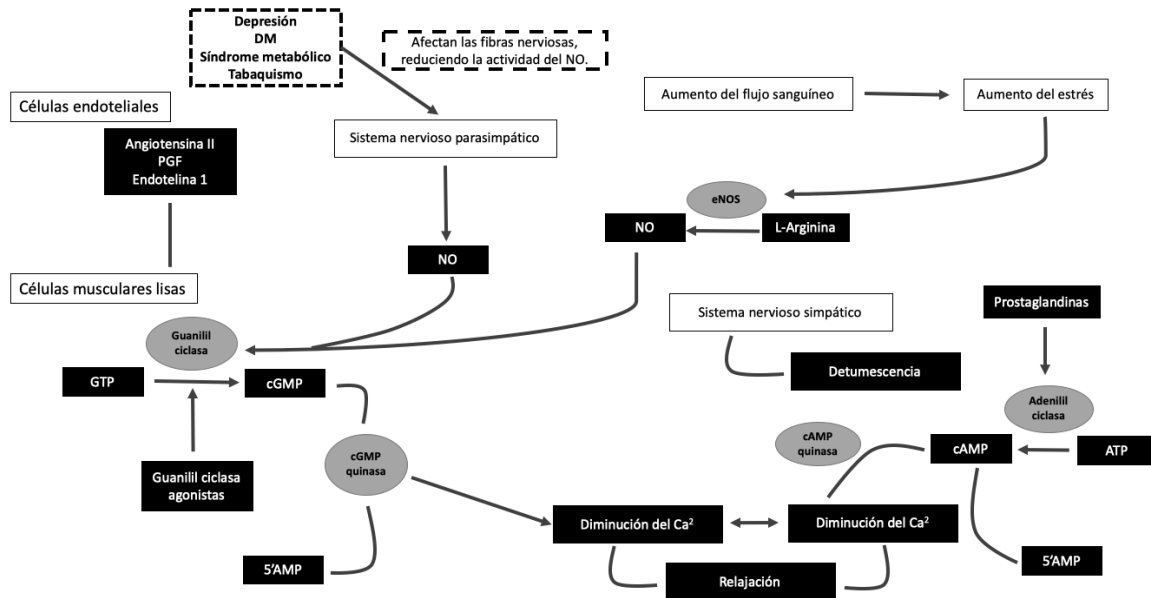 Depresión
DM
Síndrome metabólico
Tabaquismo
Afectan las fibras nerviosas,
reduciendo la actividad del NO.
Células endoteliales
Aumento del flujo sanguíneo
Aumento del estrés
Angiotensina II
PGF
Endotelina 1
Sistema nervioso parasimpático
eNOS
NO
L-Arginina
NO
Células musculares lisas
Sistema nervioso simpático
Prostaglandinas
Guanilil
ciclasa
GTP
cGMP
Detumescencia
Adenilil
ciclasa
cAMP
quinasa
cAMP
ATP
cGMP
quinasa
Guanilil ciclasa
agonistas
Diminución del Ca²
Diminución del Ca²
5’AMP
Relajación
5’AMP